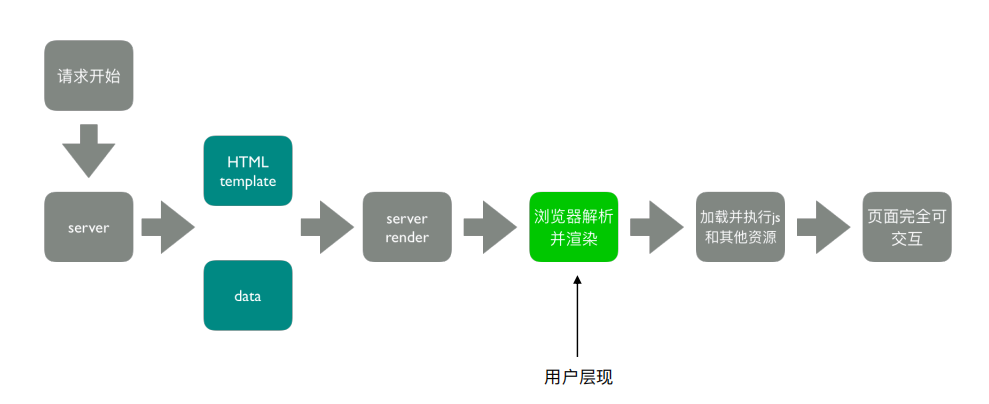 请求开始
server
HTML
template
data
server
render
浏览器解析
并渲染
加载并执行js
和其他资源
页面完全可
交互
用户层现